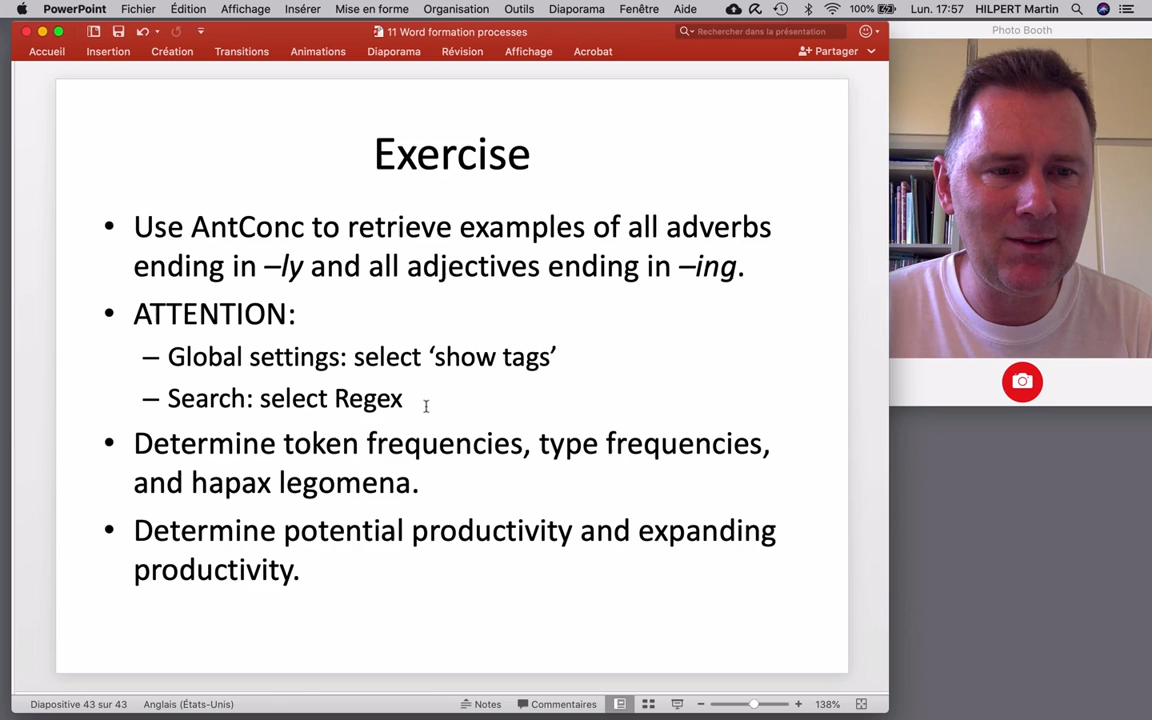 PowerPoint Fichier Édition Affichage Insérer Mise en forme Organisation Outils Diaporama Fenêtre Aide 100% Lun. 17:57 HILPERT Martin
11 Word formation processes
Rechercher dans la présentation
Photo Booth
Accueil Insertion Création Transitions Animations Diaporama Révision Affichage Acrobat Partager
Exercise
• Use AntConc to retrieve examples of all adverbs
ending in –ly and all adjectives ending in –ing.
• ATTENTION:
– Global settings: select ‘show tags’
– Search: select Regex
• Determine token frequencies, type frequencies,
and hapax legomena.
• Determine potential productivity and expanding
productivity.
Diapositive 43 sur 43 Anglais (États-Unis) Notes Commentaires 138%